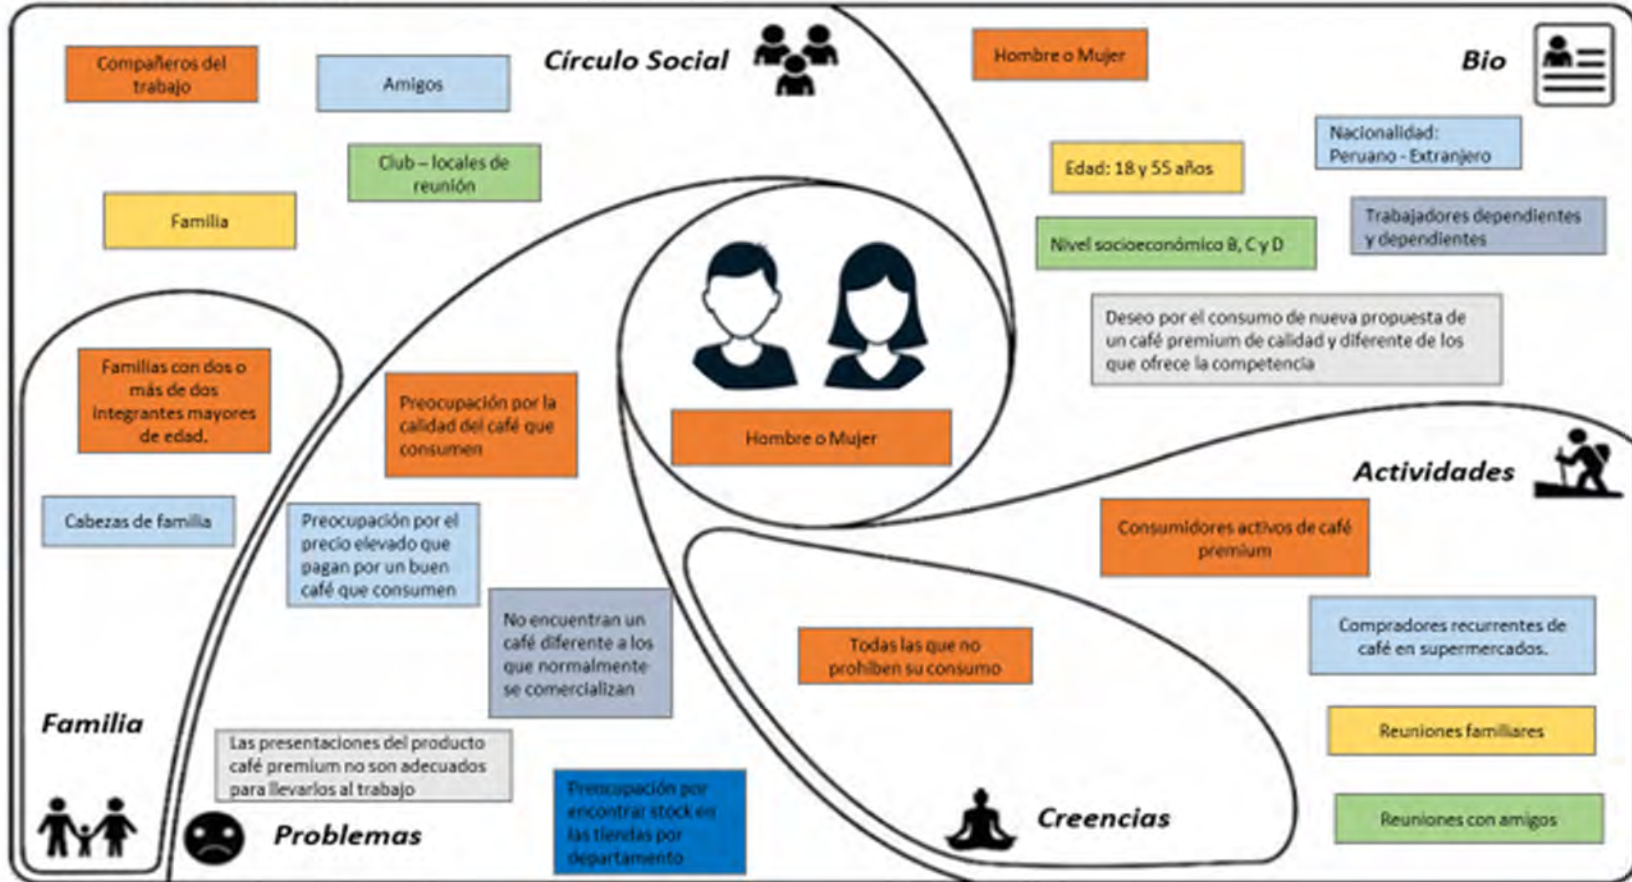 Círculo Social
Compañeros del
trabajo
Amigos
Club – locales de
reunión
Familia
Bio
Hombre o Mujer
Nacionalidad:
Peruano - Extranjero
Edad: 18 y 55 años
Trabajadores dependientes
y dependientes
Nivel socioeconómico B, C y D
Deseo por el consumo de nueva propuesta de
un café premium de calidad y diferente de los
que ofrece la competencia
Hombre o Mujer
Familias con dos o
más de dos
integrantes mayores
de edad.
Cabezas de familia
Familia
Preocupación por la
calidad del café que
consumen
Preocupación por el
precio elevado que
pagan por un buen
café que consumen
No encuentran un
café diferente a los
que normalmente
se comercializan
Las presentaciones del producto
café premium no son adecuados
para llevarlos al trabajo
Preocupación por
encontrar stock en
las tiendas por
departamento
Problemas
Todas las que no
prohiben su consumo
Creencias
Actividades
Consumidores activos de café
premium
Compradores recurrentes de
café en supermercados.
Reuniones familiares
Reuniones con amigos